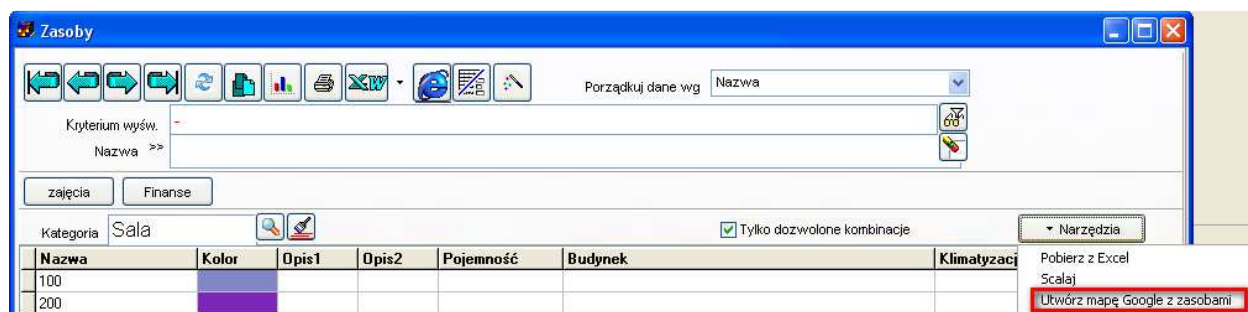 Zasoby
XW Porządkuj dane wg Nazwa
Kryterium wyśw. -
Nazwa >>
zajęcia Finanse
Kategoria Sala Tylko dozwolone kombinacje Narzędzia
Nazwa Kolor Opis1 Opis2 Pojemność Budynek Klimatyzacj
Pobierz z Excel
100
Scalaj
200
Utwórz mapę Google z zasobami